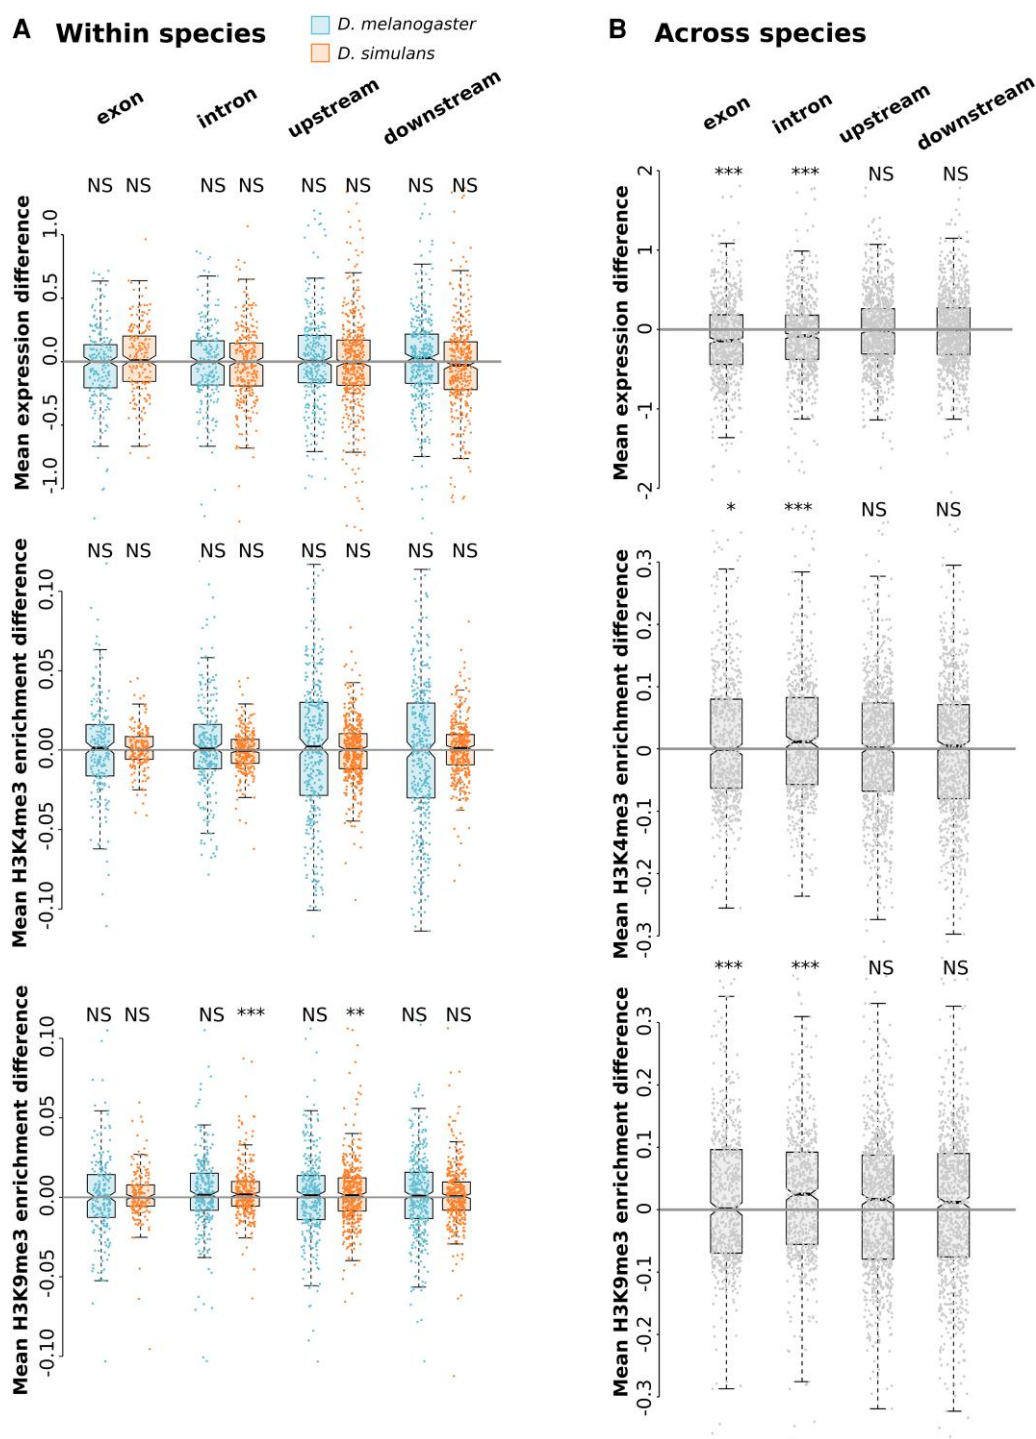 A Within species
D. melanogaster
D. simulans
exon intron upstream downstream
NS NS NS NS NS NS NS NS
Mean expression difference
1.0
0.5
0.0
-0.5
-1.0
NS NS NS NS NS NS NS NS
Mean H3K4me3 enrichment difference
0.10
0.05
0.00
-0.05
-0.10
NS NS NS *** NS ** NS NS
Mean H3K9me3 enrichment difference
0.10
0.05
0.00
-0.05
-0.10
B Across species
exon intron upstream downstream
*** *** NS NS
Mean expression difference
2
1
0
-1
-2
* *** NS NS
Mean H3K4me3 enrichment difference
0.3
0.2
0.1
0
-0.1
-0.2
-0.3
*** *** NS NS
Mean H3K9me3 enrichment difference
0.3
0.2
0.1
0
-0.1
-0.2
-0.3